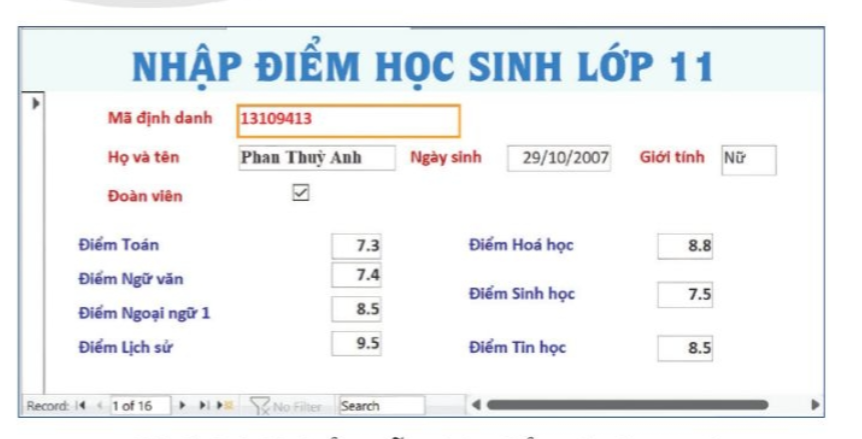 NHẬP ĐIỂM HỌC SINH LỚP 11
Mã định danh 13109413
Họ và tên Phan Thuỳ Anh Ngày sinh 29/10/2007 Giới tính Nữ
Đoàn viên
Điểm Toán 7.3 Điểm Hoá học 8.8
Điểm Ngữ văn 7.4
Điểm Sinh học 7.5
Điểm Ngoại ngữ 1 8.5
Điểm Lịch sử 9.5 Điểm Tin học 8.5
Record: 1 of 16 No Filter Search